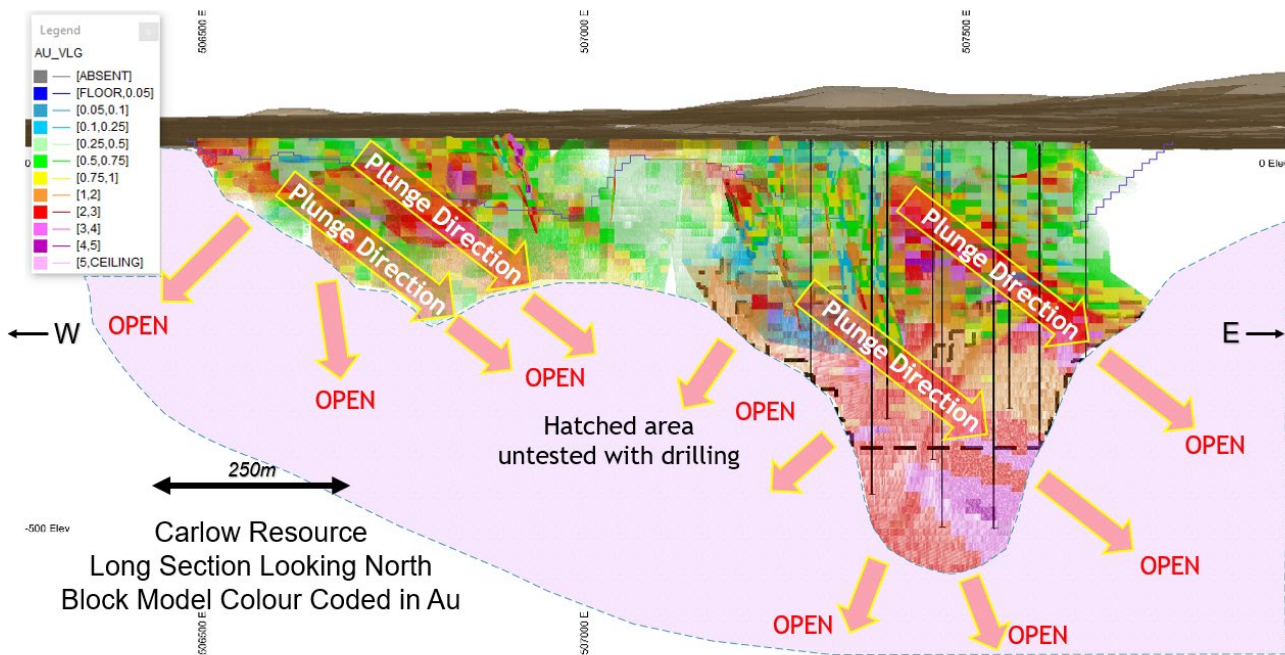 Legend
AU_VLG
[ABSENT]
[FLOOR,0.05]
[0.05,0.1]
[0.1,0.25]
[0.25,0.5]
[0.5,0.75]
[0.75,1]
[1,2]
[2,3]
[3,4]
[4,5]
[5,CEILING]
506500 E
507000 E
507500 E
0 Elev
Plunge Direction
Plunge Direction
Plunge Direction
Plunge Direction
W
E
OPEN
OPEN
OPEN
OPEN
OPEN
Hatched area
untested with drilling
250m
-500 Elev
Carlow Resource
Long Section Looking North
Block Model Colour Coded in Au
OPEN
OPEN
OPEN
506500 E
507000 E